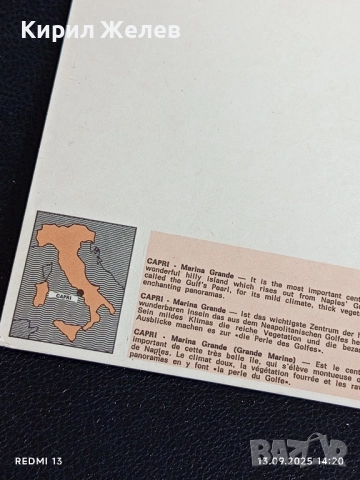 Кирил Желев
CAPRI
CAPRI - Marina Grande — It is the most important cen
wonderful hilly island which rises out from Naples' G
called the Gulf's Pearl, for its mild climate, thick veget
enchanting panoramas.
CAPRI - Marina Grande — Ist das wichtigste Zentrum der
wunderbaren Insein das aus dem Neapolitanischen Golfes he
Sein mildes Klimas die reiche Vegetation und die beza
Ausblicke machen es zur «die Perle des Golfes».
CAPRI - Marina Grande (Grande Marine) — Est le cent
important de cette très belle île, qui s'élève montueuse
de Naples. Le climat doux, la végétation fourrée et les rav
panoramas en y font «la perle du Golfe».
REDMI 13
13.09.2025 14:20
BAZAR